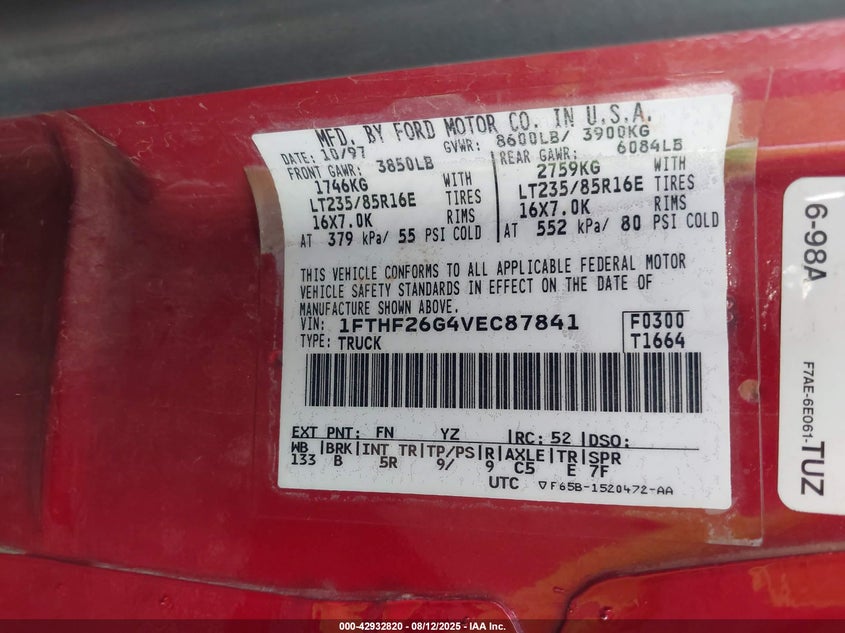 MFD. BY FORD MOTOR CO. IN U.S.A.
DATE: 10/97 GVWR: 8600LB/ 3900KG
FRONT GAWR: 3850LB REAR GAWR: 6084LB
1746KG WITH 2759KG WITH
LT235/85R16E TIRES LT235/85R16E TIRES
16X7.0K RIMS 16X7.0K RIMS
AT 379 kPa/ 55 PSI COLD AT 552 kPa/ 80 PSI COLD
THIS VEHICLE CONFORMS TO ALL APPLICABLE FEDERAL MOTOR
VEHICLE SAFETY STANDARDS IN EFFECT ON THE DATE OF
MANUFACTURE SHOWN ABOVE.
VIN: 1FTHF26G4VEC87841 F0300
TYPE: TRUCK T1664
EXT PNT: FN YZ |RC: 52 |DSO:
WB |BRK|INT TR|TP/PS|R|AXLE|TR|SPR
133 B 5R 9/ 9 C5 E 7F
UTC ▽F65B-1520472-AA
6-98A
F7AE-6E061-TUZ
000-42932820 - 08/12/2025 - IAA Inc.